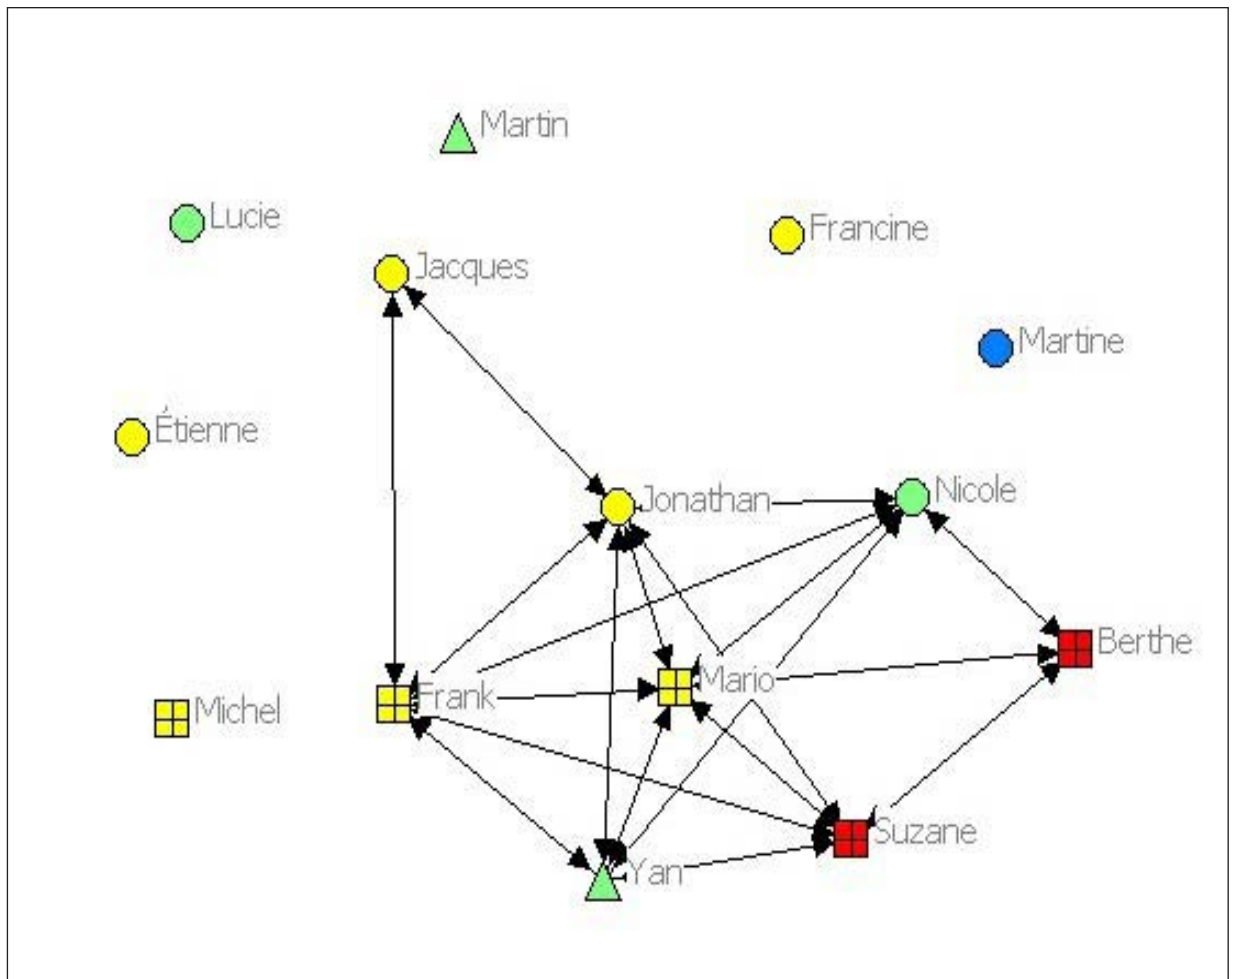 Martin
Lucie
Francine
Jacques
Martine
Étienne
Jonathan
Nicole
Berthe
Mario
Frank
Michel
Suzane
Yan